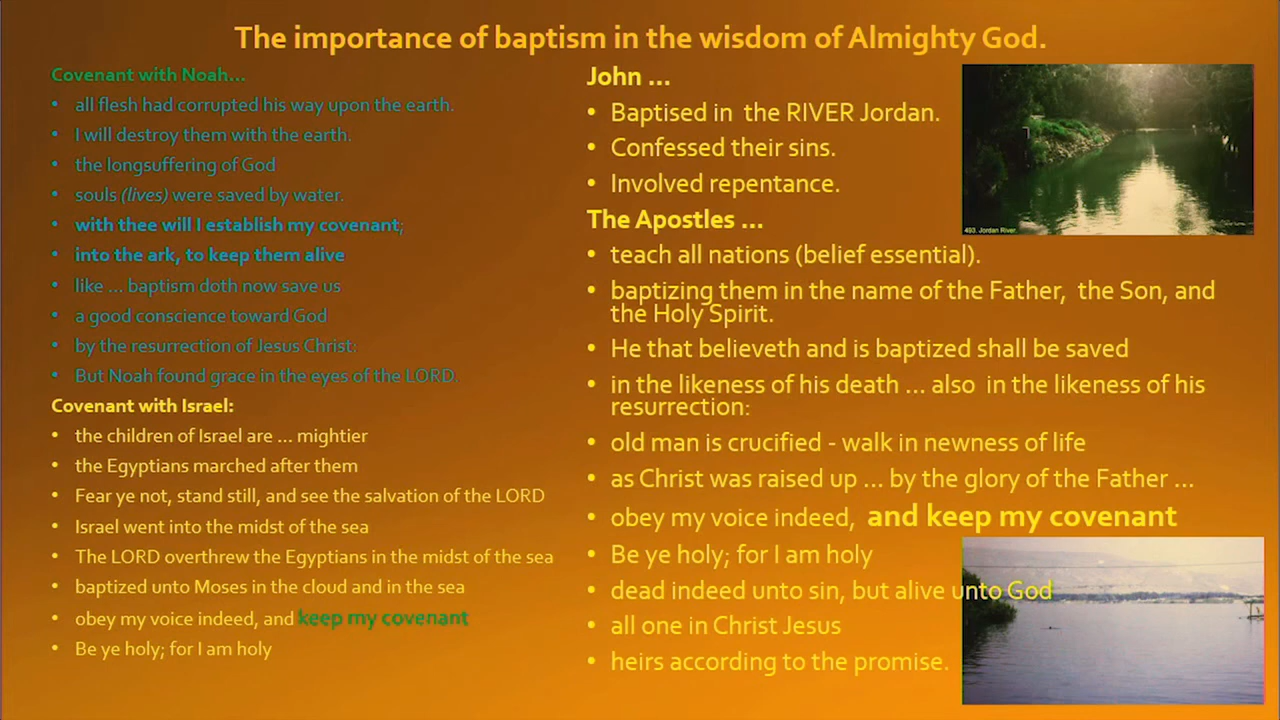 The importance of baptism in the wisdom of Almighty God.
Covenant with Noah...
• all flesh had corrupted his way upon the earth.
• I will destroy them with the earth.
• the longsuffering of God
• souls (lives) were saved by water.
• with thee will I establish my covenant;
• into the ark, to keep them alive
• like ... baptism doth now save us
• a good conscience toward God
• by the resurrection of Jesus Christ:
• But Noah found grace in the eyes of the LORD.
Covenant with Israel:
• the children of Israel are ... mightier
• the Egyptians marched after them
• Fear ye not, stand still, and see the salvation of the LORD
• Israel went into the midst of the sea
• The LORD overthrew the Egyptians in the midst of the sea
• baptized unto Moses in the cloud and in the sea
• obey my voice indeed, and keep my covenant
• Be ye holy; for I am holy
John ...
• Baptised in the RIVER Jordan.
• Confessed their sins.
• Involved repentance.
The Apostles ...
• teach all nations (belief essential).
• baptizing them in the name of the Father, the Son, and
the Holy Spirit.
• He that believeth and is baptized shall be saved
• in the likeness of his death ... also in the likeness of his
resurrection:
• old man is crucified - walk in newness of life
• as Christ was raised up ... by the glory of the Father ...
• obey my voice indeed, and keep my covenant
• Be ye holy; for I am holy
• dead indeed unto sin, but alive unto God
• all one in Christ Jesus
• heirs according to the promise.
493. Jordan River